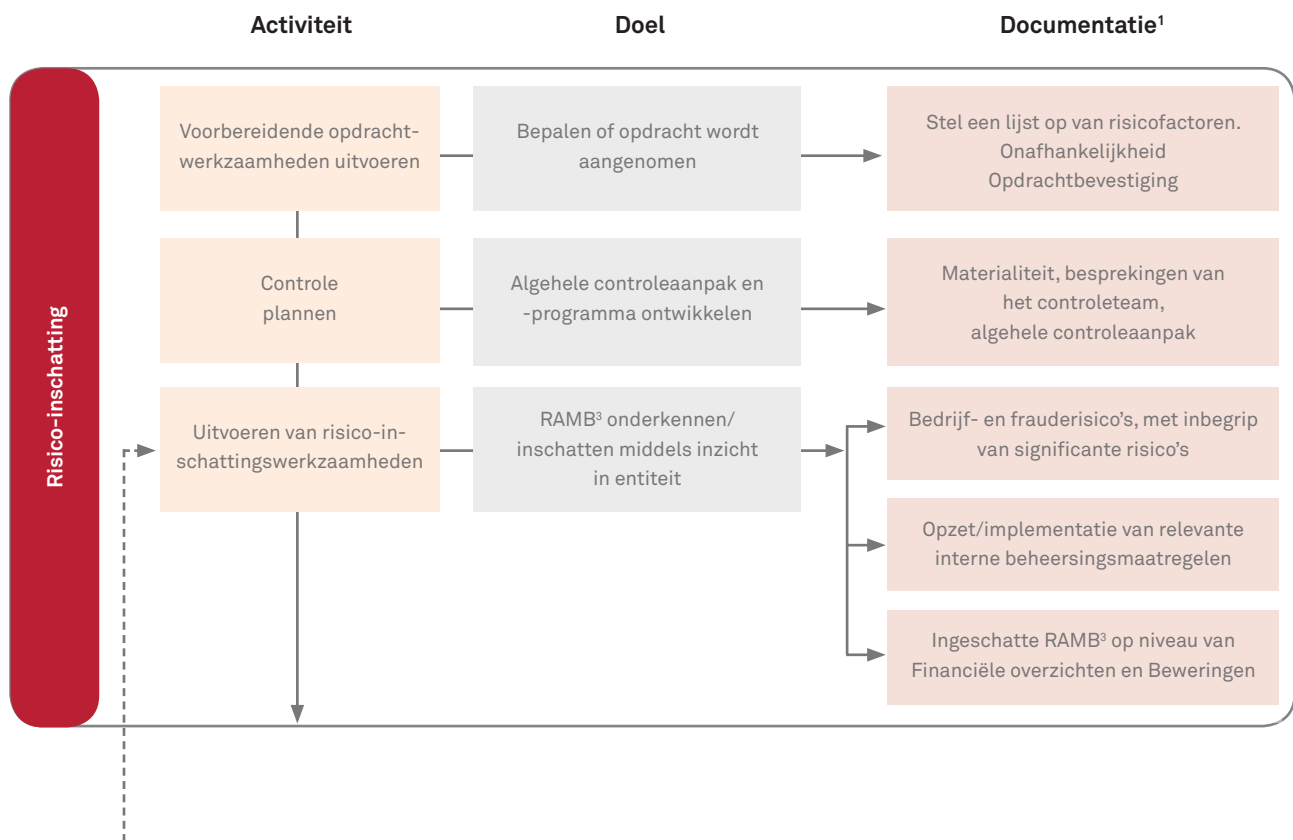 Activiteit
Doel
Documentatie¹
Risico-inschatting
Voorbereidende opdracht-
werkzaamheden uitvoeren
Bepalen of opdracht wordt
aangenomen
Stel een lijst op van risicofactoren.
Onafhankelijkheid
Opdrachtbevestiging
Controle
plannen
Algehele controleaanpak en
-programma ontwikkelen
Materialiteit, besprekingen van
het controleteam,
algehele controleaanpak
Uitvoeren van risico-in-
schattingswerkzaamheden
RAMB³ onderkennen/
inschatten middels inzicht
in entiteit
Bedrijf- en frauderisico’s, met inbegrip
van significante risico’s
Opzet/implementatie van relevante
interne beheersingsmaatregelen
Ingeschatte RAMB³ op niveau van
Financiële overzichten en Beweringen